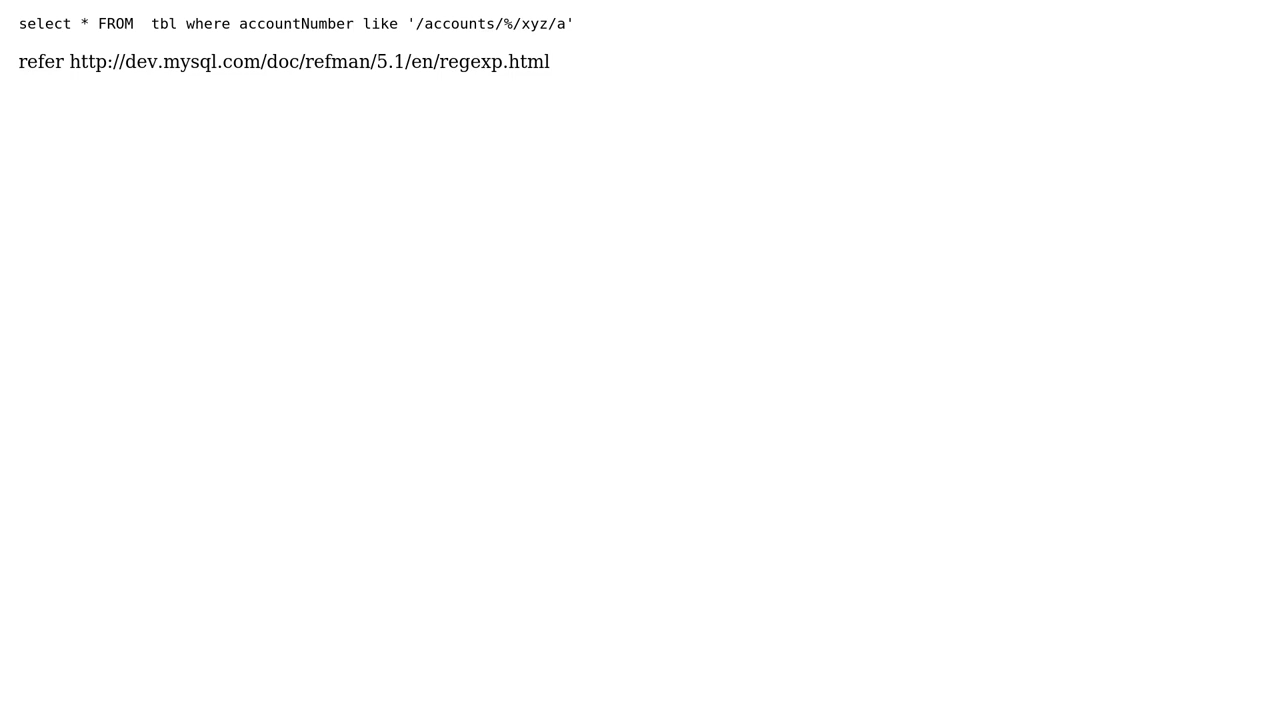 select * FROM  tbl where accountNumber like '/accounts/%/xyz/a'
refer http://dev.mysql.com/doc/refman/5.1/en/regexp.html